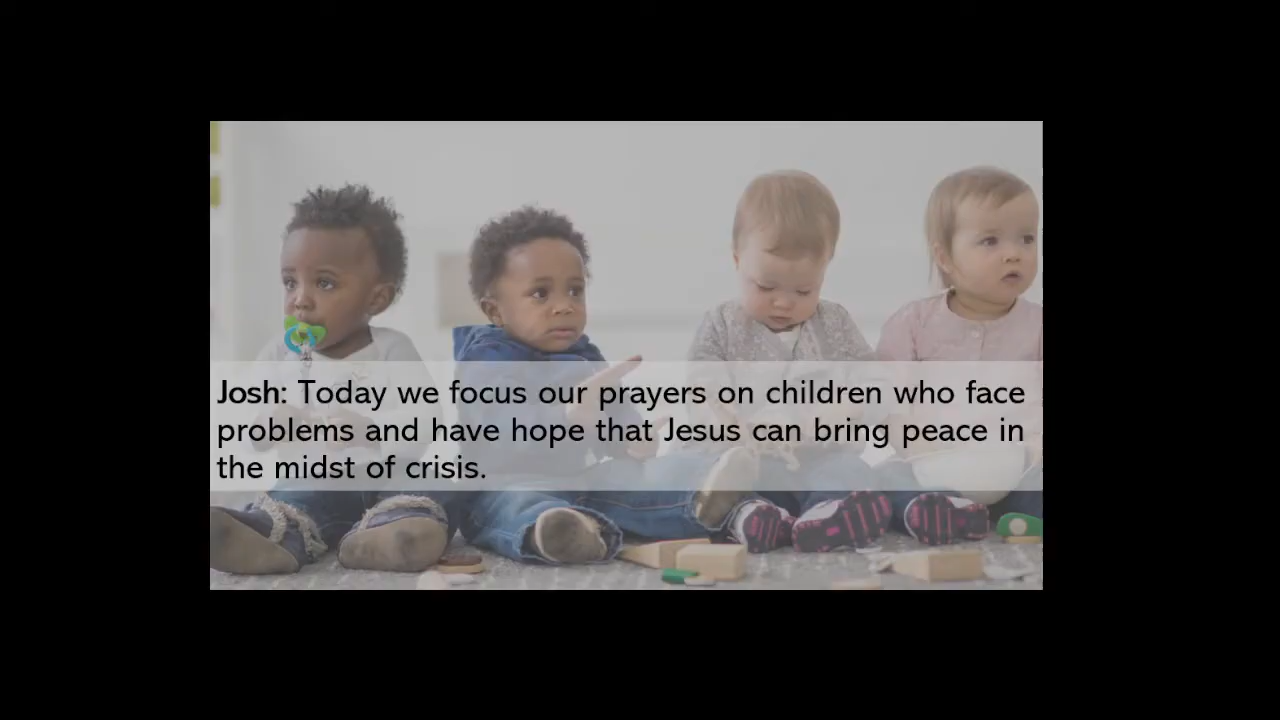 Josh: Today we focus our prayers on children who face
problems and have hope that Jesus can bring peace in
the midst of crisis.